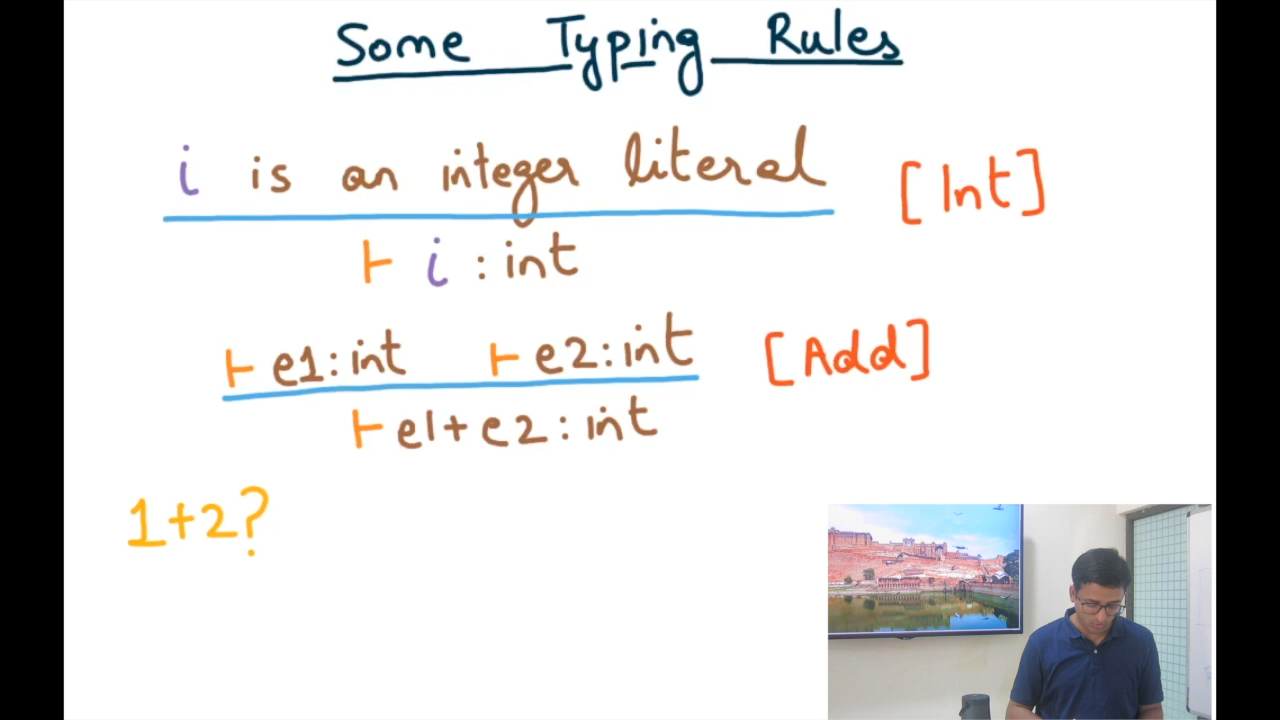 Some Typing Rules
i is an integer literal [Int]
⊢ i : int
⊢ e1 : int ⊢ e2 : int [Add]
⊢ e1 + e2 : int
1+2?